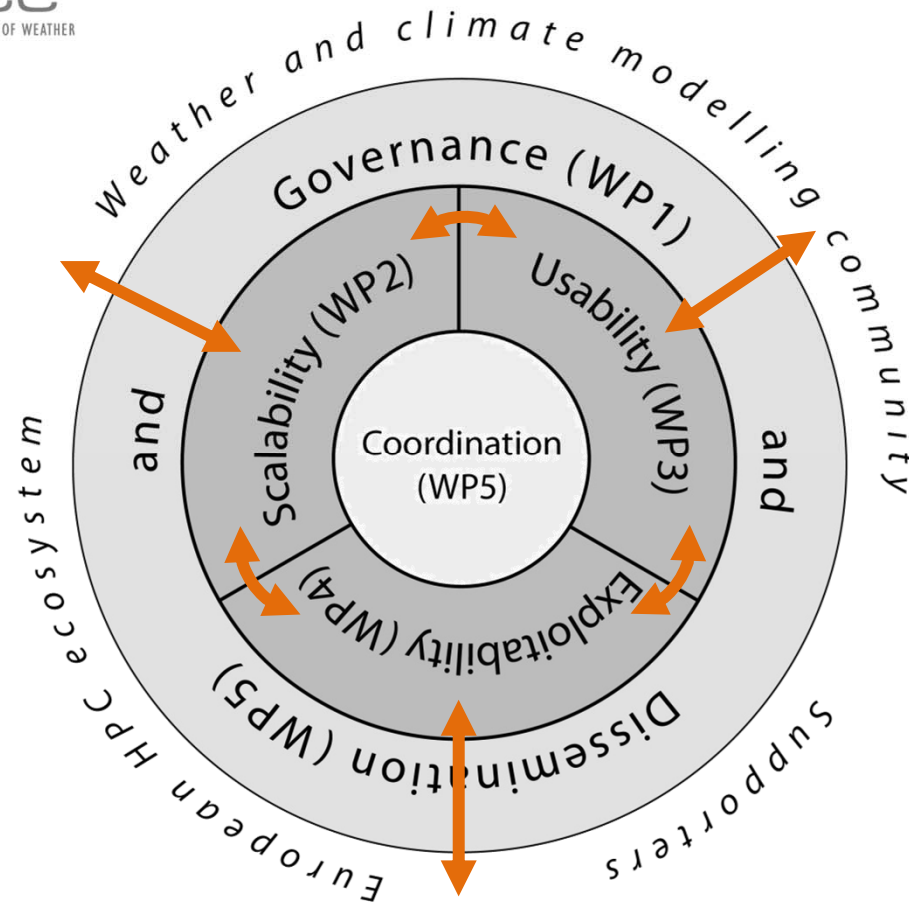 OF WEATHER
Weather and climate modelling community
Governance (WP1)
and
and
Scalability (WP2)
Usability (WP3)
Coordination
(WP5)
Exploitability (WP4)
Dissemination (WP5)
European HPC ecosystem
Supporters